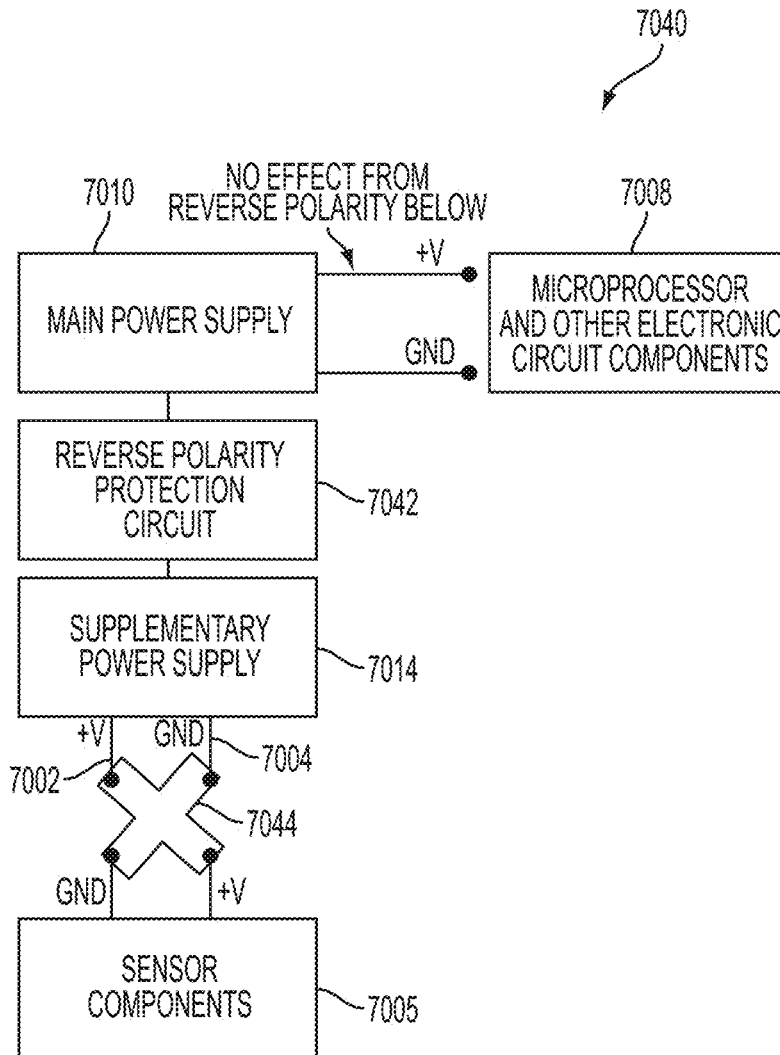 7040
NO EFFECT FROM
REVERSE POLARITY BELOW
7010
7008
+V
MAIN POWER SUPPLY
MICROPROCESSOR
AND OTHER ELECTRONIC
CIRCUIT COMPONENTS
GND
REVERSE POLARITY
PROTECTION
CIRCUIT
7042
SUPPLEMENTARY
POWER SUPPLY
7014
+V
GND
7004
7002
7044
GND
+V
SENSOR
COMPONENTS
7005